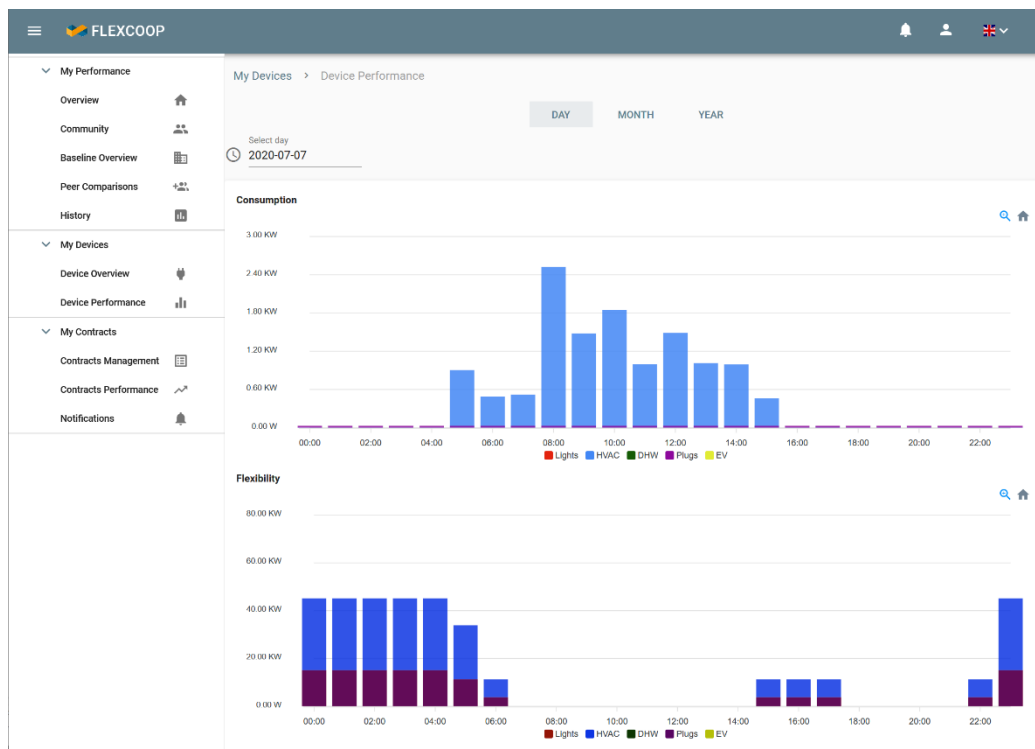 FLEXCOOP
My Performance
Overview
Community
Baseline Overview
Peer Comparisons
History
My Devices
Device Overview
Device Performance
My Contracts
Contracts Management
Contracts Performance
Notifications
My Devices > Device Performance
DAY MONTH YEAR
Select day
2020-07-07
Consumption
3.00 KW
2.40 KW
1.80 KW
1.20 KW
0.60 KW
0.00 W
00:00 02:00 04:00 06:00 08:00 10:00 12:00 14:00 16:00 18:00 20:00 22:00
Lights HVAC DHW Plugs EV
Flexibility
80.00 KW
60.00 KW
40.00 KW
20.00 KW
0.00 W
00:00 02:00 04:00 06:00 08:00 10:00 12:00 14:00 16:00 18:00 20:00 22:00
Lights HVAC DHW Plugs EV